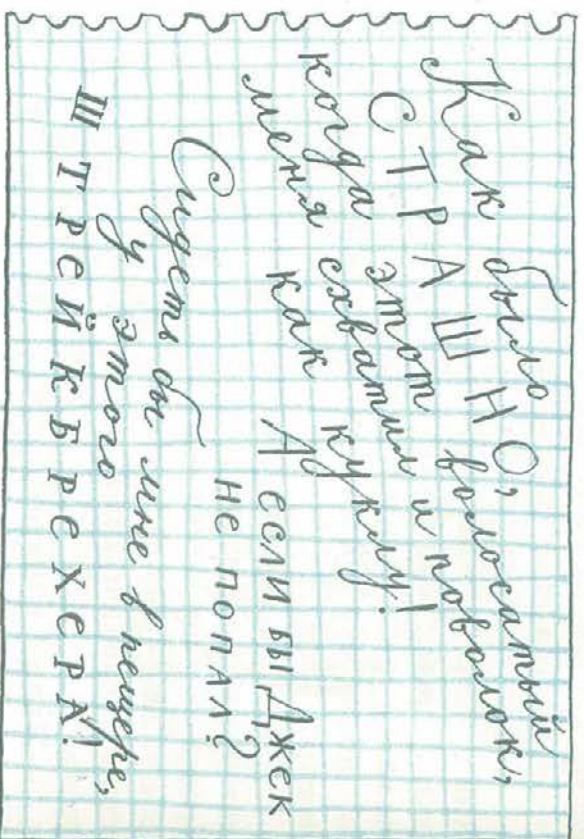 Как было
СТРАШНО,
когда этот волосатый
меня схватил и поволок,
как куклу!
А если бы Джек
не попал?
Сидеть бы мне в пещере,
у этого
ШТРЕЙКБРЕХЕРА!